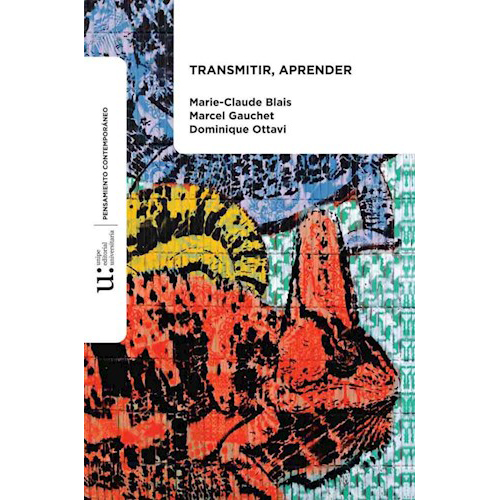 TRANSMITIR, APRENDER
Marie-Claude Blais
Marcel Gauchet
Dominique Ottavi
PENSAMIENTO CONTEMPORÁNEO
u:
unipe
editorial
universitaria